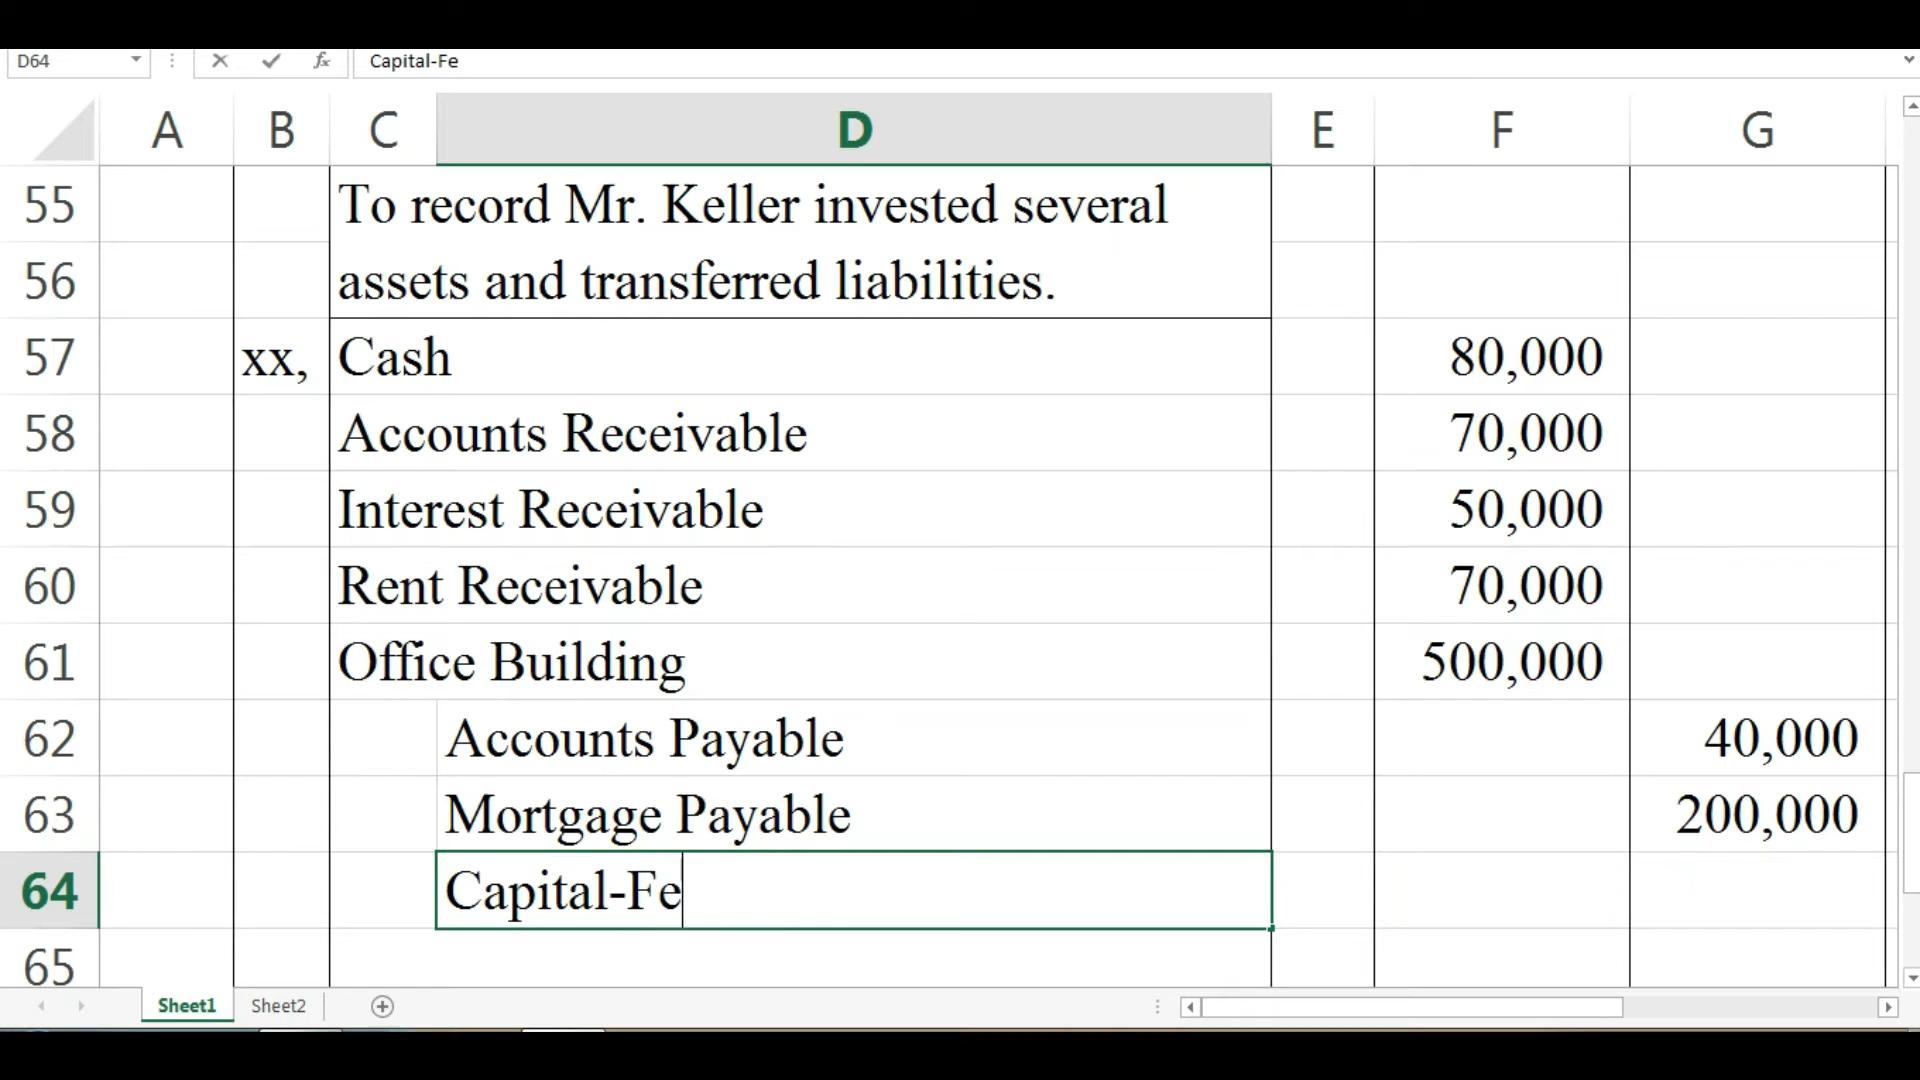 D64 fx Capital-Fe
A B C D E F G
55 To record Mr. Keller invested several
56 assets and transferred liabilities.
57 xx, Cash 80,000
58 Accounts Receivable 70,000
59 Interest Receivable 50,000
60 Rent Receivable 70,000
61 Office Building 500,000
62 Accounts Payable 40,000
63 Mortgage Payable 200,000
64 Capital-Fe
65
Sheet1 Sheet2